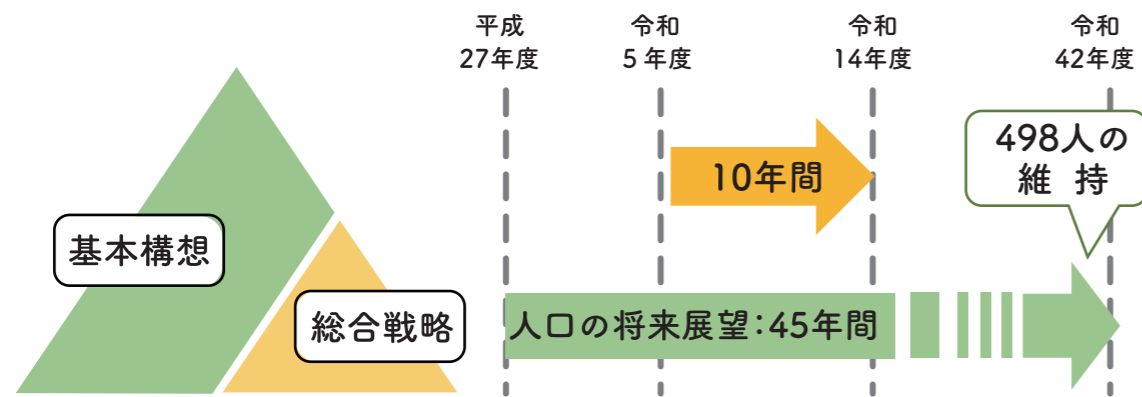 平成
27年度
令和
5年度
令和
14年度
令和
42年度
498人の
維持
10年間
基本構想
総合戦略
人口の将来展望:45年間